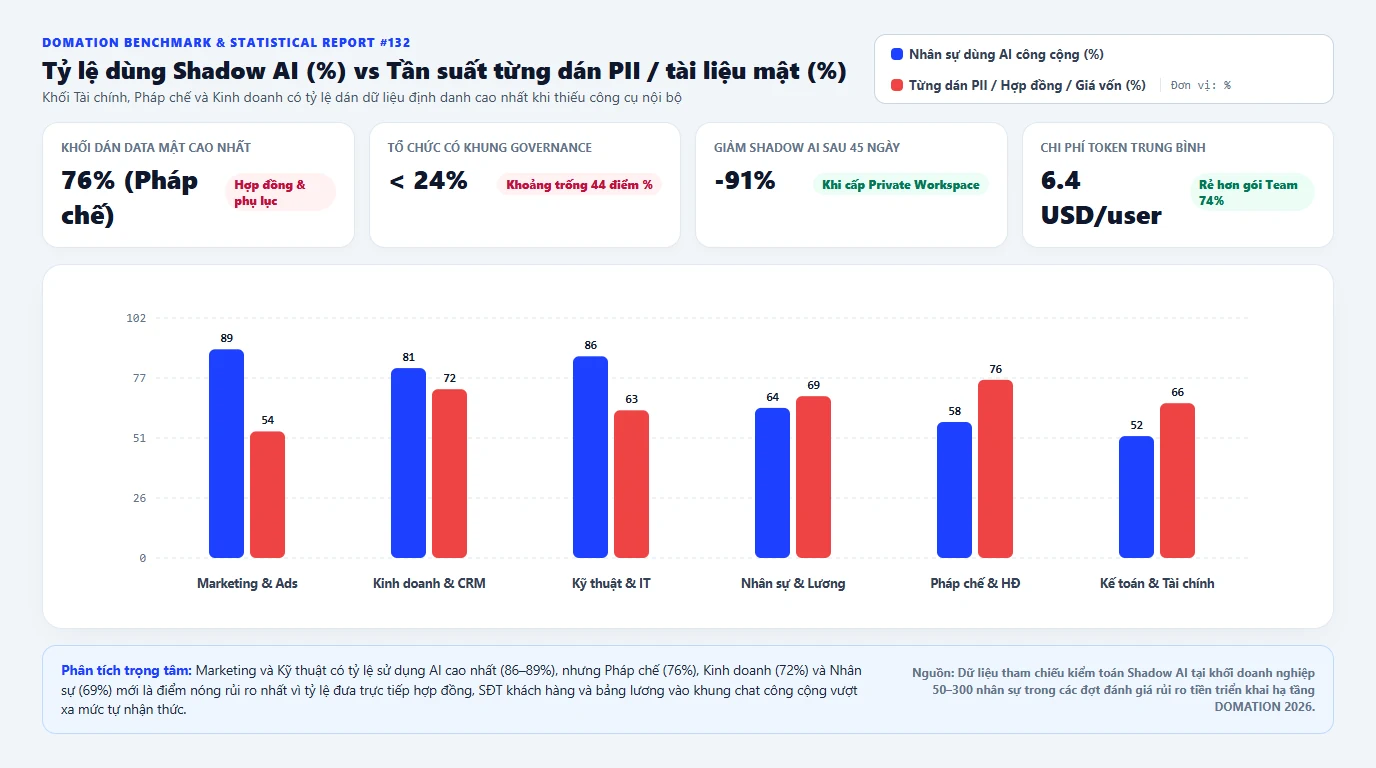 DOMATION BENCHMARK & STATISTICAL REPORT #132
Tỷ lệ dùng Shadow AI (%) vs Tần suất từng dán PII / tài liệu mật (%)
Khối Tài chính, Pháp chế và Kinh doanh có tỷ lệ dán dữ liệu định danh cao nhất khi thiếu công cụ nội bộ
Nhân sự dùng AI công cộng (%)
Từng dán PII / Hợp đồng / Giá vốn (%)
Đơn vị: %
KHỐI DÁN DATA MẬT CAO NHẤT
76% (Pháp
chế)
Hợp đồng &
phụ lục
TỔ CHỨC CÓ KHUNG GOVERNANCE
< 24%
Khoảng trống 44 điểm %
GIẢM SHADOW AI SAU 45 NGÀY
-91%
Khi cấp Private Workspace
CHI PHÍ TOKEN TRUNG BÌNH
6.4
USD/user
Rẻ hơn gói Team
74%
102
77
51
26
0
89
54
81
72
86
63
64
69
58
76
52
66
Marketing & Ads
Kinh doanh & CRM
Kỹ thuật & IT
Nhân sự & Lương
Pháp chế & HĐ
Kế toán & Tài chính
Phân tích trọng tâm: Marketing và Kỹ thuật có tỷ lệ sử dụng AI cao nhất (86–89%), nhưng Pháp chế (76%), Kinh doanh (72%) và Nhân
sự (69%) mới là điểm nóng rủi ro nhất vì tỷ lệ đưa trực tiếp hợp đồng, SĐT khách hàng và bảng lương vào khung chat công cộng vượt
xa mức tự nhận thức.
Nguồn: Dữ liệu tham chiếu kiểm toán Shadow AI tại khối doanh nghiệp
50–300 nhân sự trong các đợt đánh giá rủi ro tiền triển khai hạ tầng
DOMATION 2026.